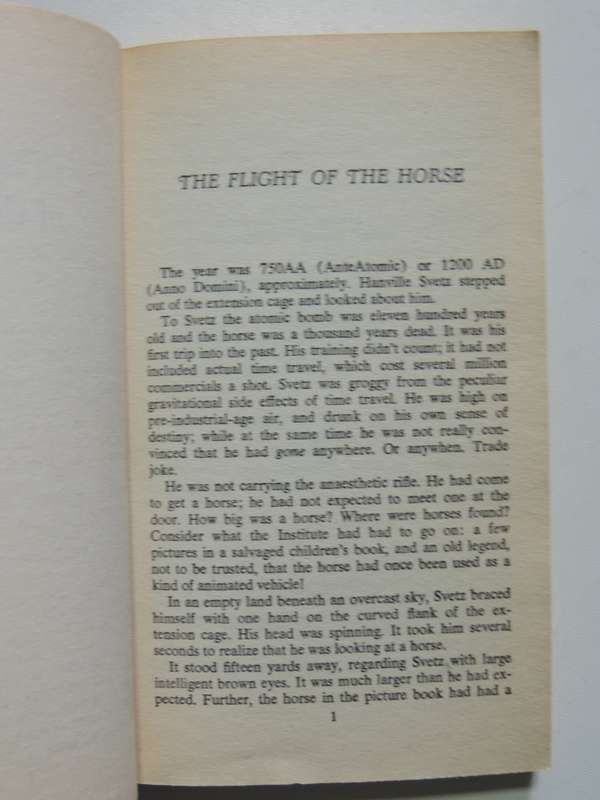 THE FLIGHT OF THE HORSE
The year was 750AA (AnteAtomic) or 1200 AD
(Anno Domini), approximately. Hanville Svetz stepped
out of the extension cage and looked about him.
To Svetz the atomic bomb was eleven hundred years
old and the horse was a thousand years dead. It was his
first trip into the past. His training didn't count; it had not
included actual time travel, which cost several million
commercials a shot. Svetz was groggy from the peculiar
gravitational side effects of time travel. He was high on
pre-industrial-age air, and drunk on his own sense of
destiny; while at the same time he was not really con-
vinced that he had gone anywhere. Or anywhen. Trade
joke.
He was not carrying the anaesthetic rifle. He had come
to get a horse; he had not expected to meet one at the
door. How big was a horse? Where were horses found?
Consider what the Institute had had to go on: a few
pictures in a salvaged children's book, and an old legend,
not to be trusted, that the horse had once been used as a
kind of animated vehicle!
In an empty land beneath an overcast sky, Svetz braced
himself with one hand on the curved flank of the ex-
tension cage. His head was spinning. It took him several
seconds to realize that he was looking at a horse.
It stood fifteen yards away, regarding Svetz with large
intelligent brown eyes. It was much larger than he had ex-
pected. Further, the horse in the picture book had had a
1